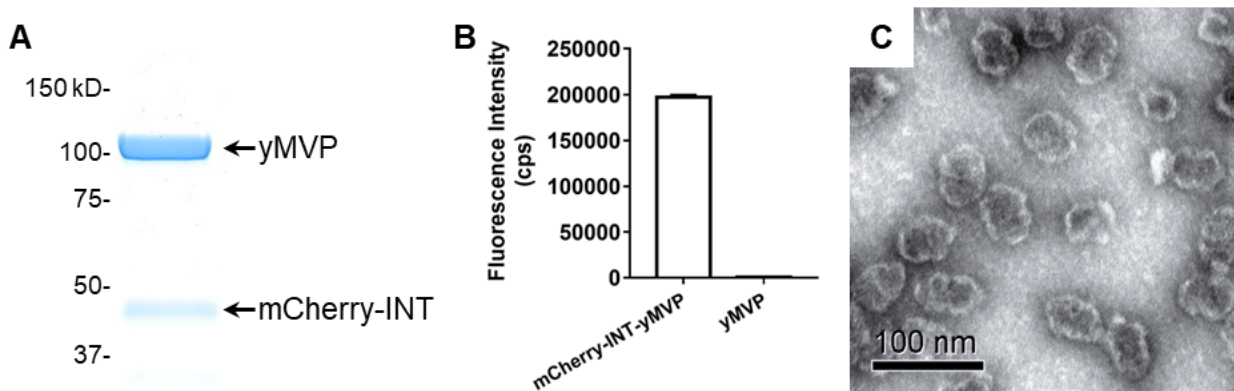 A
150 kD-
100-
75-
50-
37-
yMVP
mCherry-INT
B
Fluorescence Intensity
(cps)
250000
200000
150000
100000
50000
0
mCherry-INT-yMVP
yMVP
C
100 nm